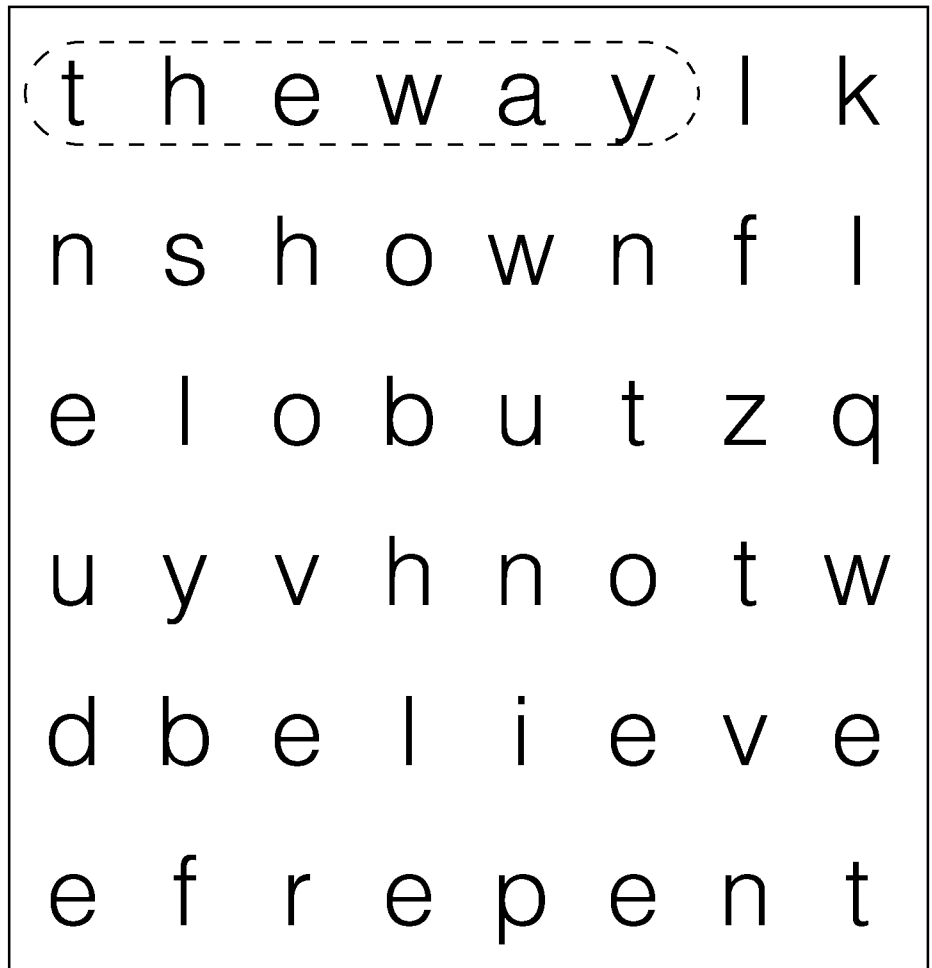 t h e w a y l k
n s h o w n f l
e l o b u t z q
u y v h n o t w
d b e l i e v e
e f r e p e n t